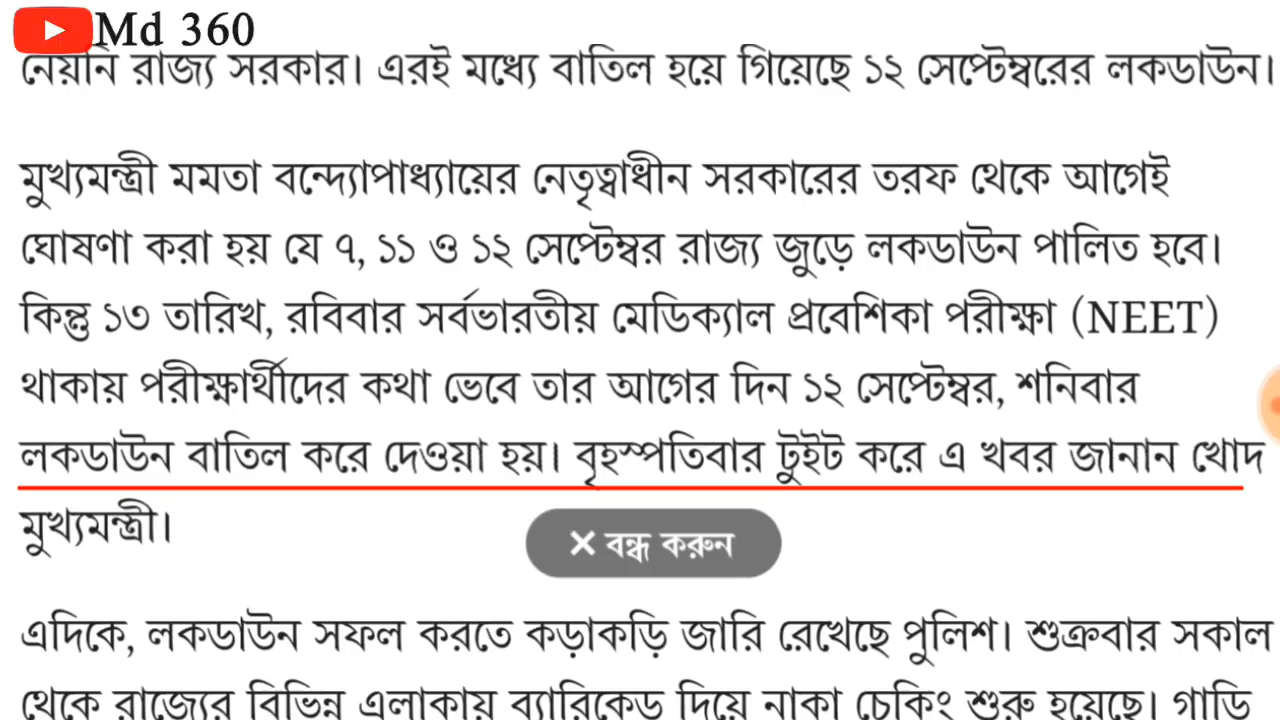 Md 360
নেয়নি রাজ্য সরকার। এরই মধ্যে বাতিল হয়ে গিয়েছে ১২ সেপ্টেম্বরের লকডাউন।
মুখ্যমন্ত্রী মমতা বন্দ্যোপাধ্যায়ের নেতৃত্বাধীন সরকারের তরফ থেকে আগেই
ঘোষণা করা হয় যে ৭, ১১ ও ১২ সেপ্টেম্বর রাজ্য জুড়ে লকডাউন পালিত হবে।
কিন্তু ১৩ তারিখ, রবিবার সর্বভারতীয় মেডিক্যাল প্রবেশিকা পরীক্ষা (NEET)
থাকায় পরীক্ষার্থীদের কথা ভেবে তার আগের দিন ১২ সেপ্টেম্বর, শনিবার
লকডাউন বাতিল করে দেওয়া হয়। বৃহস্পতিবার টুইট করে এ খবর জানান খোদ
মুখ্যমন্ত্রী।
× বন্ধ করুন
এদিকে, লকডাউন সফল করতে কড়াকড়ি জারি রেখেছে পুলিশ। শুক্রবার সকাল
থেকে রাজ্যের বিভিন্ন এলাকায় ব্যারিকেড দিয়ে নাকা চেকিং শুরু হয়েছে। গাড়ি